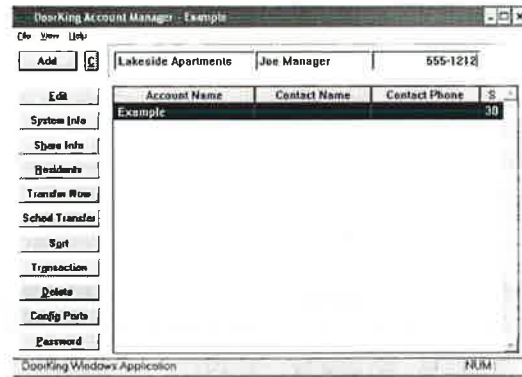 DoorKing Account Manager - Example
File View Help
Add C Lakeside Apartments Joe Manager 555-1212
Edit
Account Name Contact Name Contact Phone S
Example 30
System Info
Share Info
Residents
Transfer Now
Sched Transfer
Sort
Transaction
Delete
Config Ports
Password
DoorKing Windows Application NUM